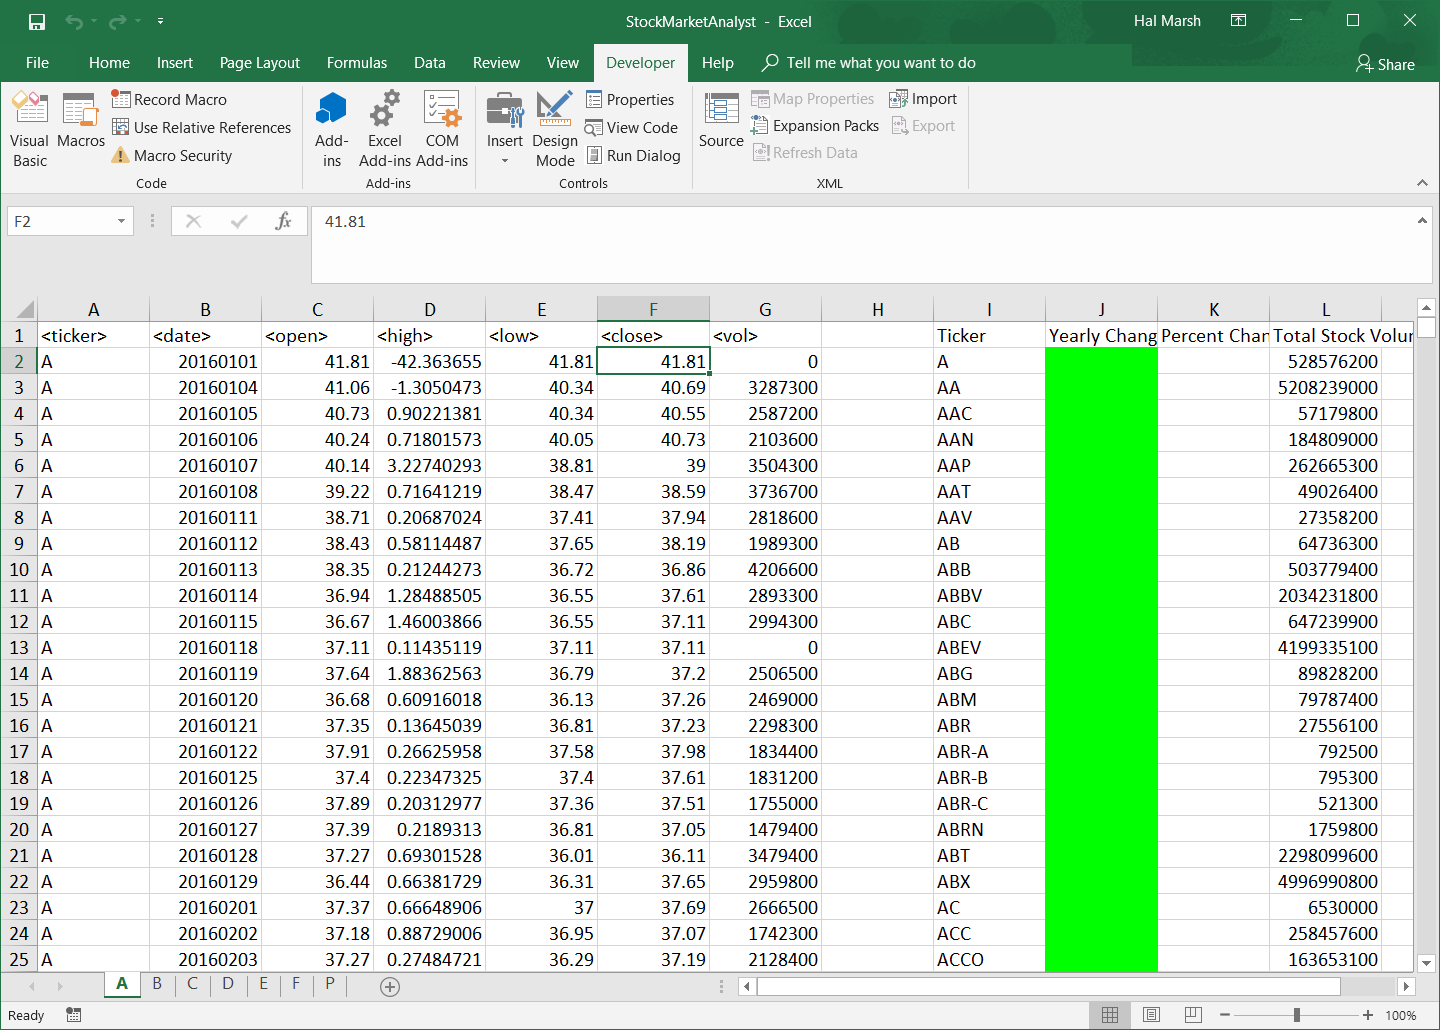 StockMarketAnalyst - Excel
Hal Marsh
File Home Insert Page Layout Formulas Data Review View Developer Help Tell me what you want to do
Share
Visual Basic
Macros
Record Macro
Use Relative References
Macro Security
Code
Add-ins
Excel Add-ins
COM Add-ins
Add-ins
Insert
Design Mode
Properties
View Code
Run Dialog
Controls
Source
Map Properties
Expansion Packs
Refresh Data
Import
Export
XML
F2 fx 41.81
A B C D E F G H I J K L
1 <ticker> <date> <open> <high> <low> <close> <vol> Ticker Yearly Chang Percent Chan Total Stock Volur
2 A 20160101 41.81 -42.363655 41.81 41.81 0 A 528576200
3 A 20160104 41.06 -1.3050473 40.34 40.69 3287300 AA 5208239000
4 A 20160105 40.73 0.90221381 40.34 40.55 2587200 AAC 57179800
5 A 20160106 40.24 0.71801573 40.05 40.73 2103600 AAN 184809000
6 A 20160107 40.14 3.22740293 38.81 39 3504300 AAP 262665300
7 A 20160108 39.22 0.71641219 38.47 38.59 3736700 AAT 49026400
8 A 20160111 38.71 0.20687024 37.41 37.94 2818600 AAV 27358200
9 A 20160112 38.43 0.58114487 37.65 38.19 1989300 AB 64736300
10 A 20160113 38.35 0.21244273 36.72 36.86 4206600 ABB 503779400
11 A 20160114 36.94 1.28488505 36.55 37.61 2893300 ABBV 2034231800
12 A 20160115 36.67 1.46003866 36.55 37.11 2994300 ABC 647239900
13 A 20160118 37.11 0.11435119 37.11 37.11 0 ABEV 4199335100
14 A 20160119 37.64 1.88362563 36.79 37.2 2506500 ABG 89828200
15 A 20160120 36.68 0.60916018 36.13 37.26 2469000 ABM 79787400
16 A 20160121 37.35 0.13645039 36.81 37.23 2298300 ABR 27556100
17 A 20160122 37.91 0.26625958 37.58 37.98 1834400 ABR-A 792500
18 A 20160125 37.4 0.22347325 37.4 37.61 1831200 ABR-B 795300
19 A 20160126 37.89 0.20312977 37.36 37.51 1755000 ABR-C 521300
20 A 20160127 37.39 0.2189313 36.81 37.05 1479400 ABRN 1759800
21 A 20160128 37.27 0.69301528 36.01 36.11 3479400 ABT 2298099600
22 A 20160129 36.44 0.66381729 36.31 37.65 2959800 ABX 4996990800
23 A 20160201 37.37 0.66648906 37 37.69 2666500 AC 6530000
24 A 20160202 37.18 0.88729006 36.95 37.07 1742300 ACC 258457600
25 A 20160203 37.27 0.27484721 36.29 37.19 2128400 ACCO 163653100
A B C D E F P
Ready 100%